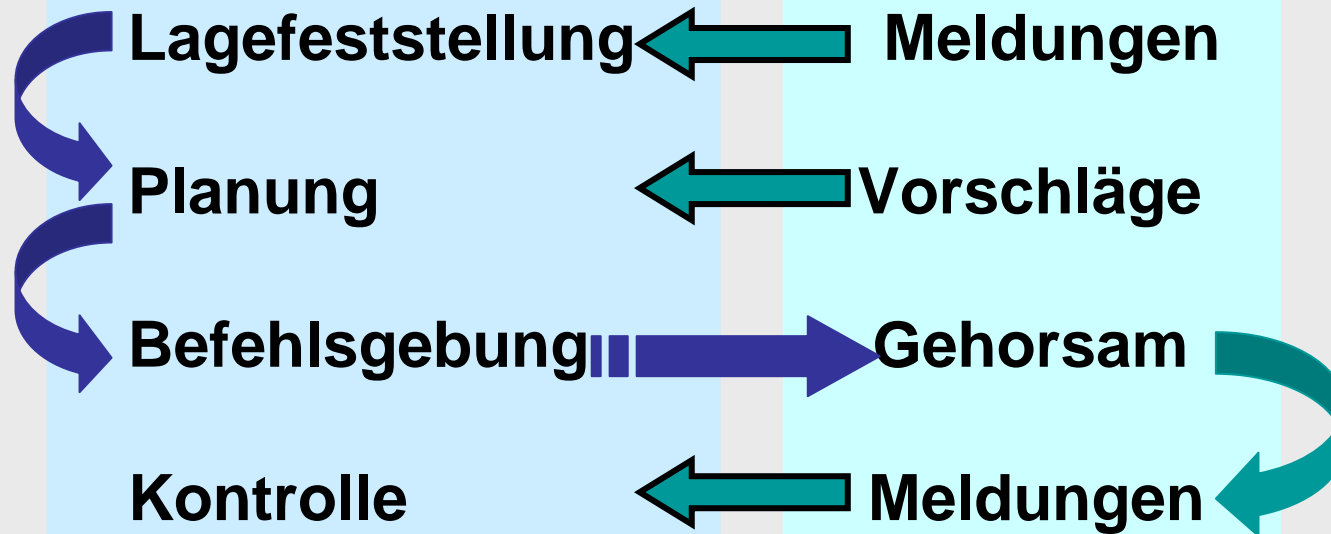 Lagefeststellung Meldungen
Planung Vorschläge
Befehlsgebung Gehorsam
Kontrolle Meldungen